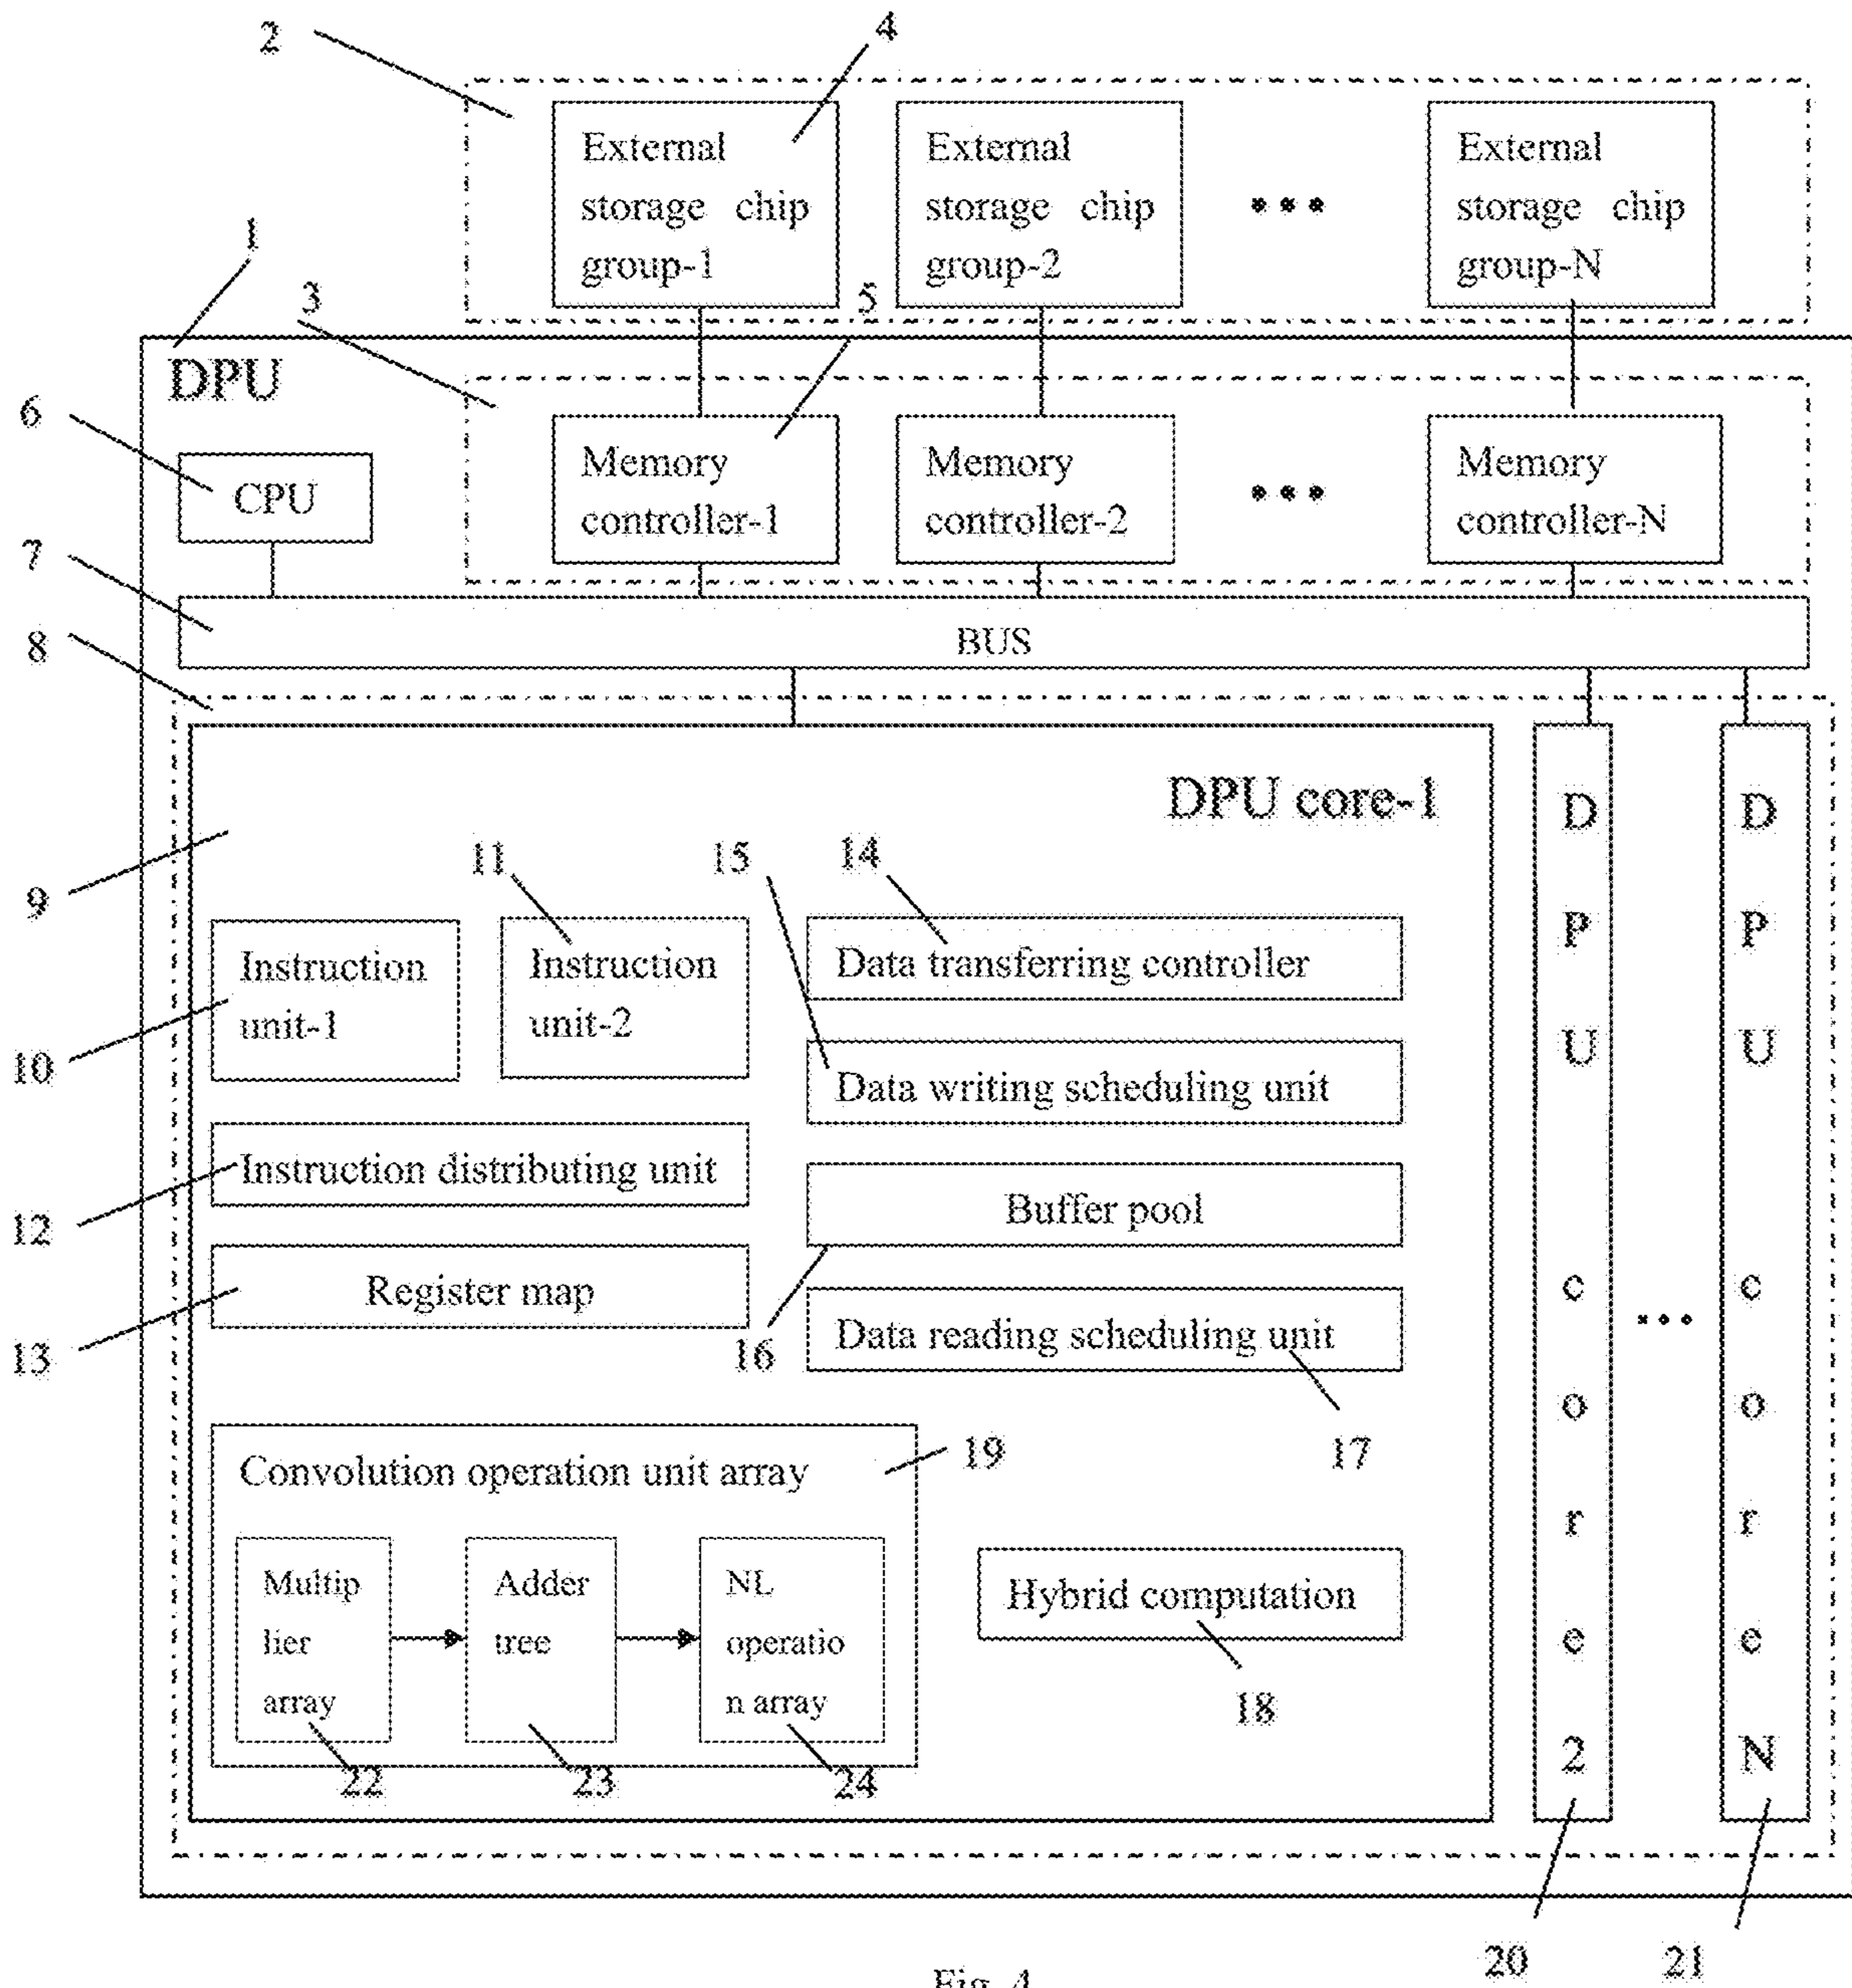 2
4
External
storage chip
group-1
External
storage chip
group-2
•••
External
storage chip
group-N
1
3
5
DPU
6
CPU
Memory
controller-1
Memory
controller-2
•••
Memory
controller-N
7
BUS
8
DPU core-1
9
11
15
14
Instruction
unit-1
Instruction
unit-2
Data transferring controller
10
Data writing scheduling unit
Instruction distributing unit
12
Buffer pool
Register map
13
16
Data reading scheduling unit
17
Convolution operation unit array
19
Multip
lier
array
Adder
tree
NL
operatio
n array
Hybrid computation
18
22
23
24
D
P
U
c
o
r
e
2
•••
D
P
U
c
o
r
e
N
20
21
Fig. 4